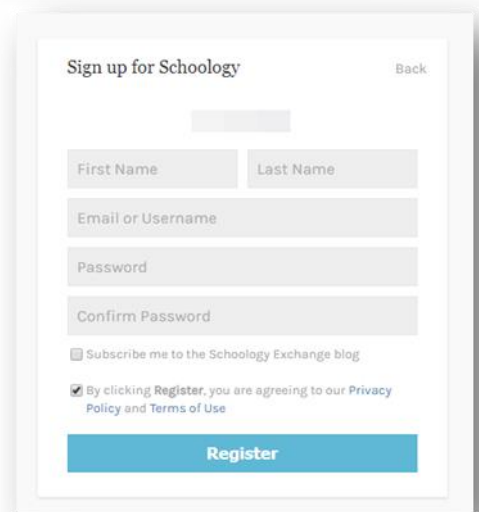 Sign up for Schoology
Back
First Name
Last Name
Email or Username
Password
Confirm Password
Subscribe me to the Schoology Exchange blog
By clicking Register, you are agreeing to our Privacy
Policy and Terms of Use
Register